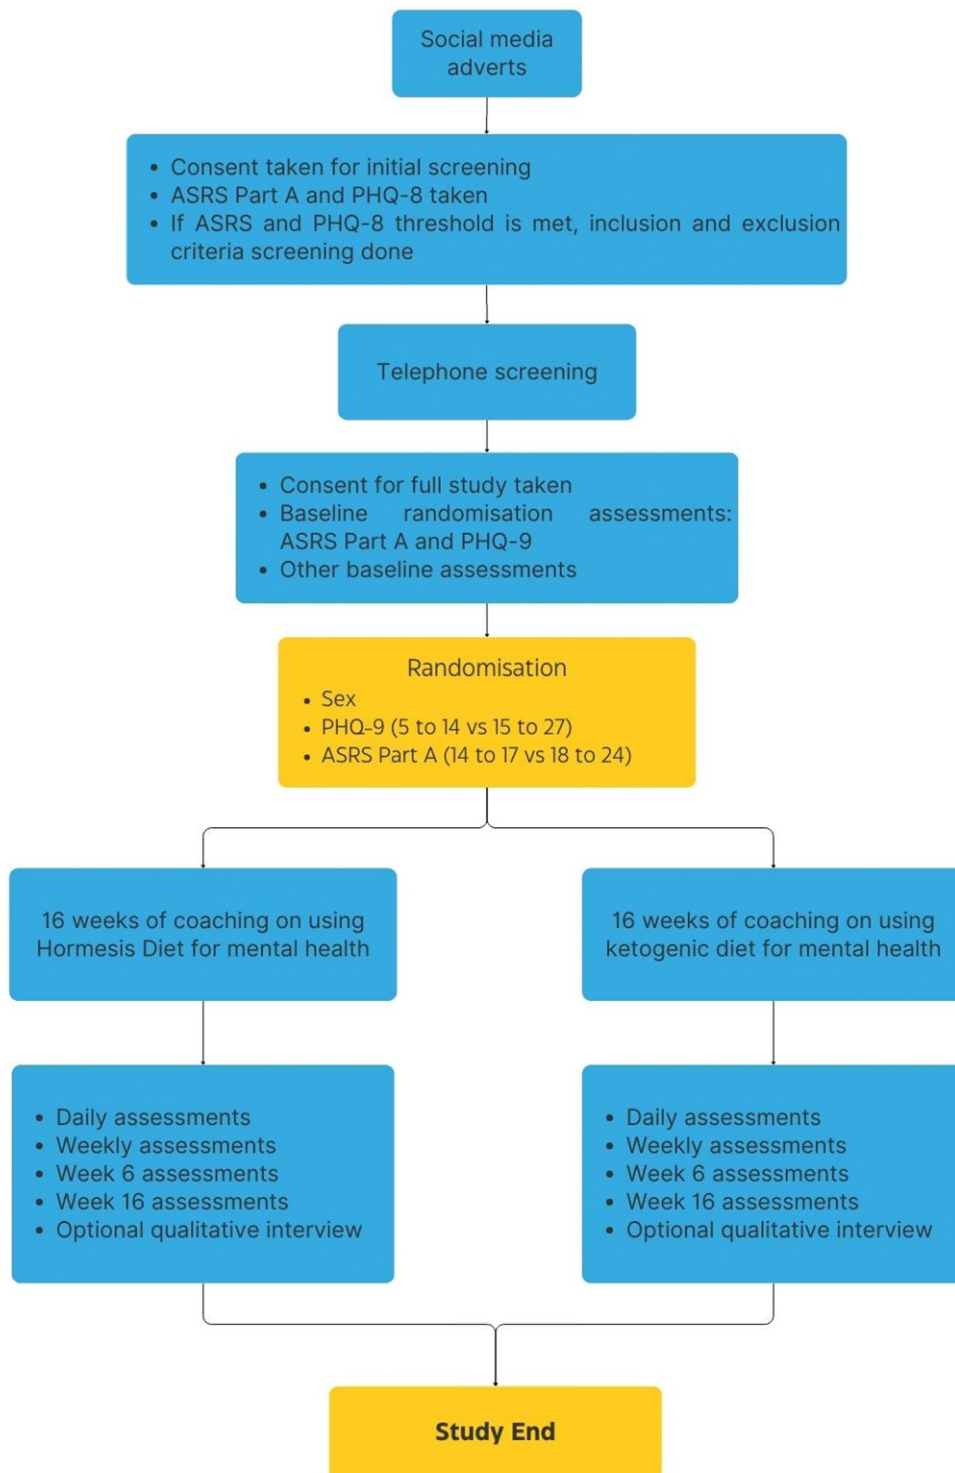 Social media
adverts
• Consent taken for initial screening
• ASRS Part A and PHQ-8 taken
• If ASRS and PHQ-8 threshold is met, inclusion and exclusion
criteria screening done
Telephone screening
• Consent for full study taken
• Baseline randomisation assessments:
ASRS Part A and PHQ-9
• Other baseline assessments
Randomisation
• Sex
• PHQ-9 (5 to 14 vs 15 to 27)
• ASRS Part A (14 to 17 vs 18 to 24)
16 weeks of coaching on using
Hormesis Diet for mental health
16 weeks of coaching on using
ketogenic diet for mental health
• Daily assessments
• Weekly assessments
• Week 6 assessments
• Week 16 assessments
• Optional qualitative interview
• Daily assessments
• Weekly assessments
• Week 6 assessments
• Week 16 assessments
• Optional qualitative interview
Study End